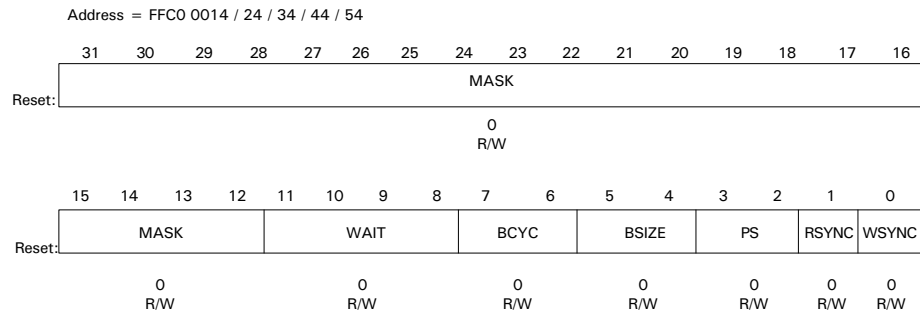 Address = FFC0 0014 / 24 / 34 / 44 / 54
31 30 29 28 27 26 25 24 23 22 21 20 19 18 17 16
MASK
Reset:
0
R/W
15 14 13 12 11 10 9 8 7 6 5 4 3 2 1 0
MASK WAIT BCYC BSIZE PS RSYNC WSYNC
Reset:
0 0 0 0 0 0 0
R/W R/W R/W R/W R/W R/W R/W